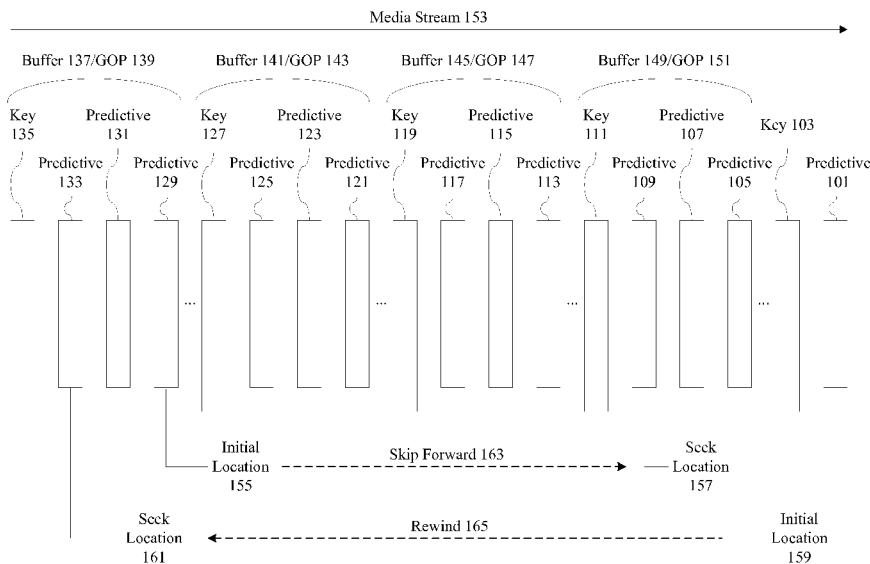 Media Stream 153
Buffer 137/GOP 139
Buffer 141/GOP 143
Buffer 145/GOP 147
Buffer 149/GOP 151
Key
135
Predictive
131
Key
127
Predictive
123
Key
119
Predictive
115
Key
111
Predictive
107
Key 103
Predictive
133
Predictive
129
Predictive
125
Predictive
121
Predictive
117
Predictive
113
Predictive
109
Predictive
105
Predictive
101
...
...
...
...
Initial
Location
155
Skip Forward 163
Seek
Location
157
Seek
Location
161
Rewind 165
Initial
Location
159